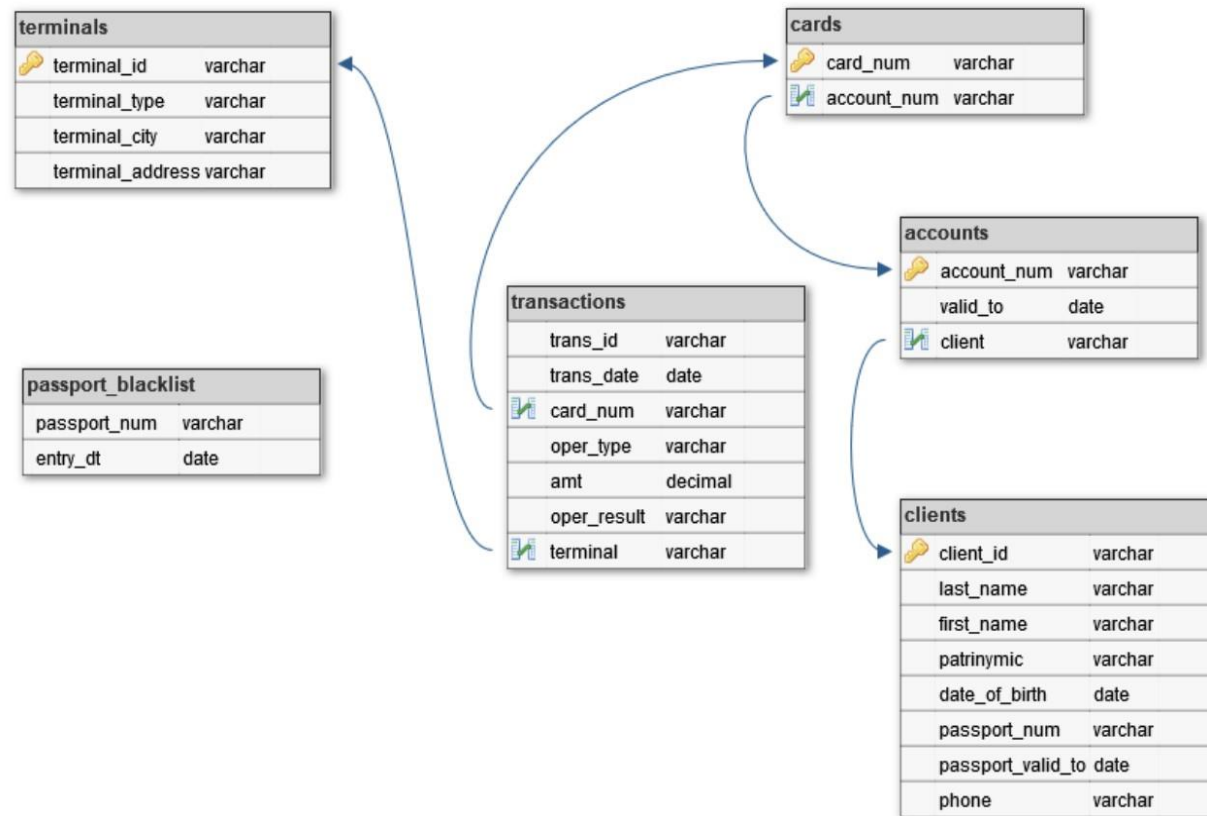 terminals
terminal_id varchar
terminal_type varchar
terminal_city varchar
terminal_address varchar
cards
card_num varchar
account_num varchar
accounts
account_num varchar
valid_to date
client varchar
transactions
trans_id varchar
trans_date date
card_num varchar
oper_type varchar
amt decimal
oper_result varchar
terminal varchar
passport_blacklist
passport_num varchar
entry_dt date
clients
client_id varchar
last_name varchar
first_name varchar
patrinymic varchar
date_of_birth date
passport_num varchar
passport_valid_to date
phone varchar